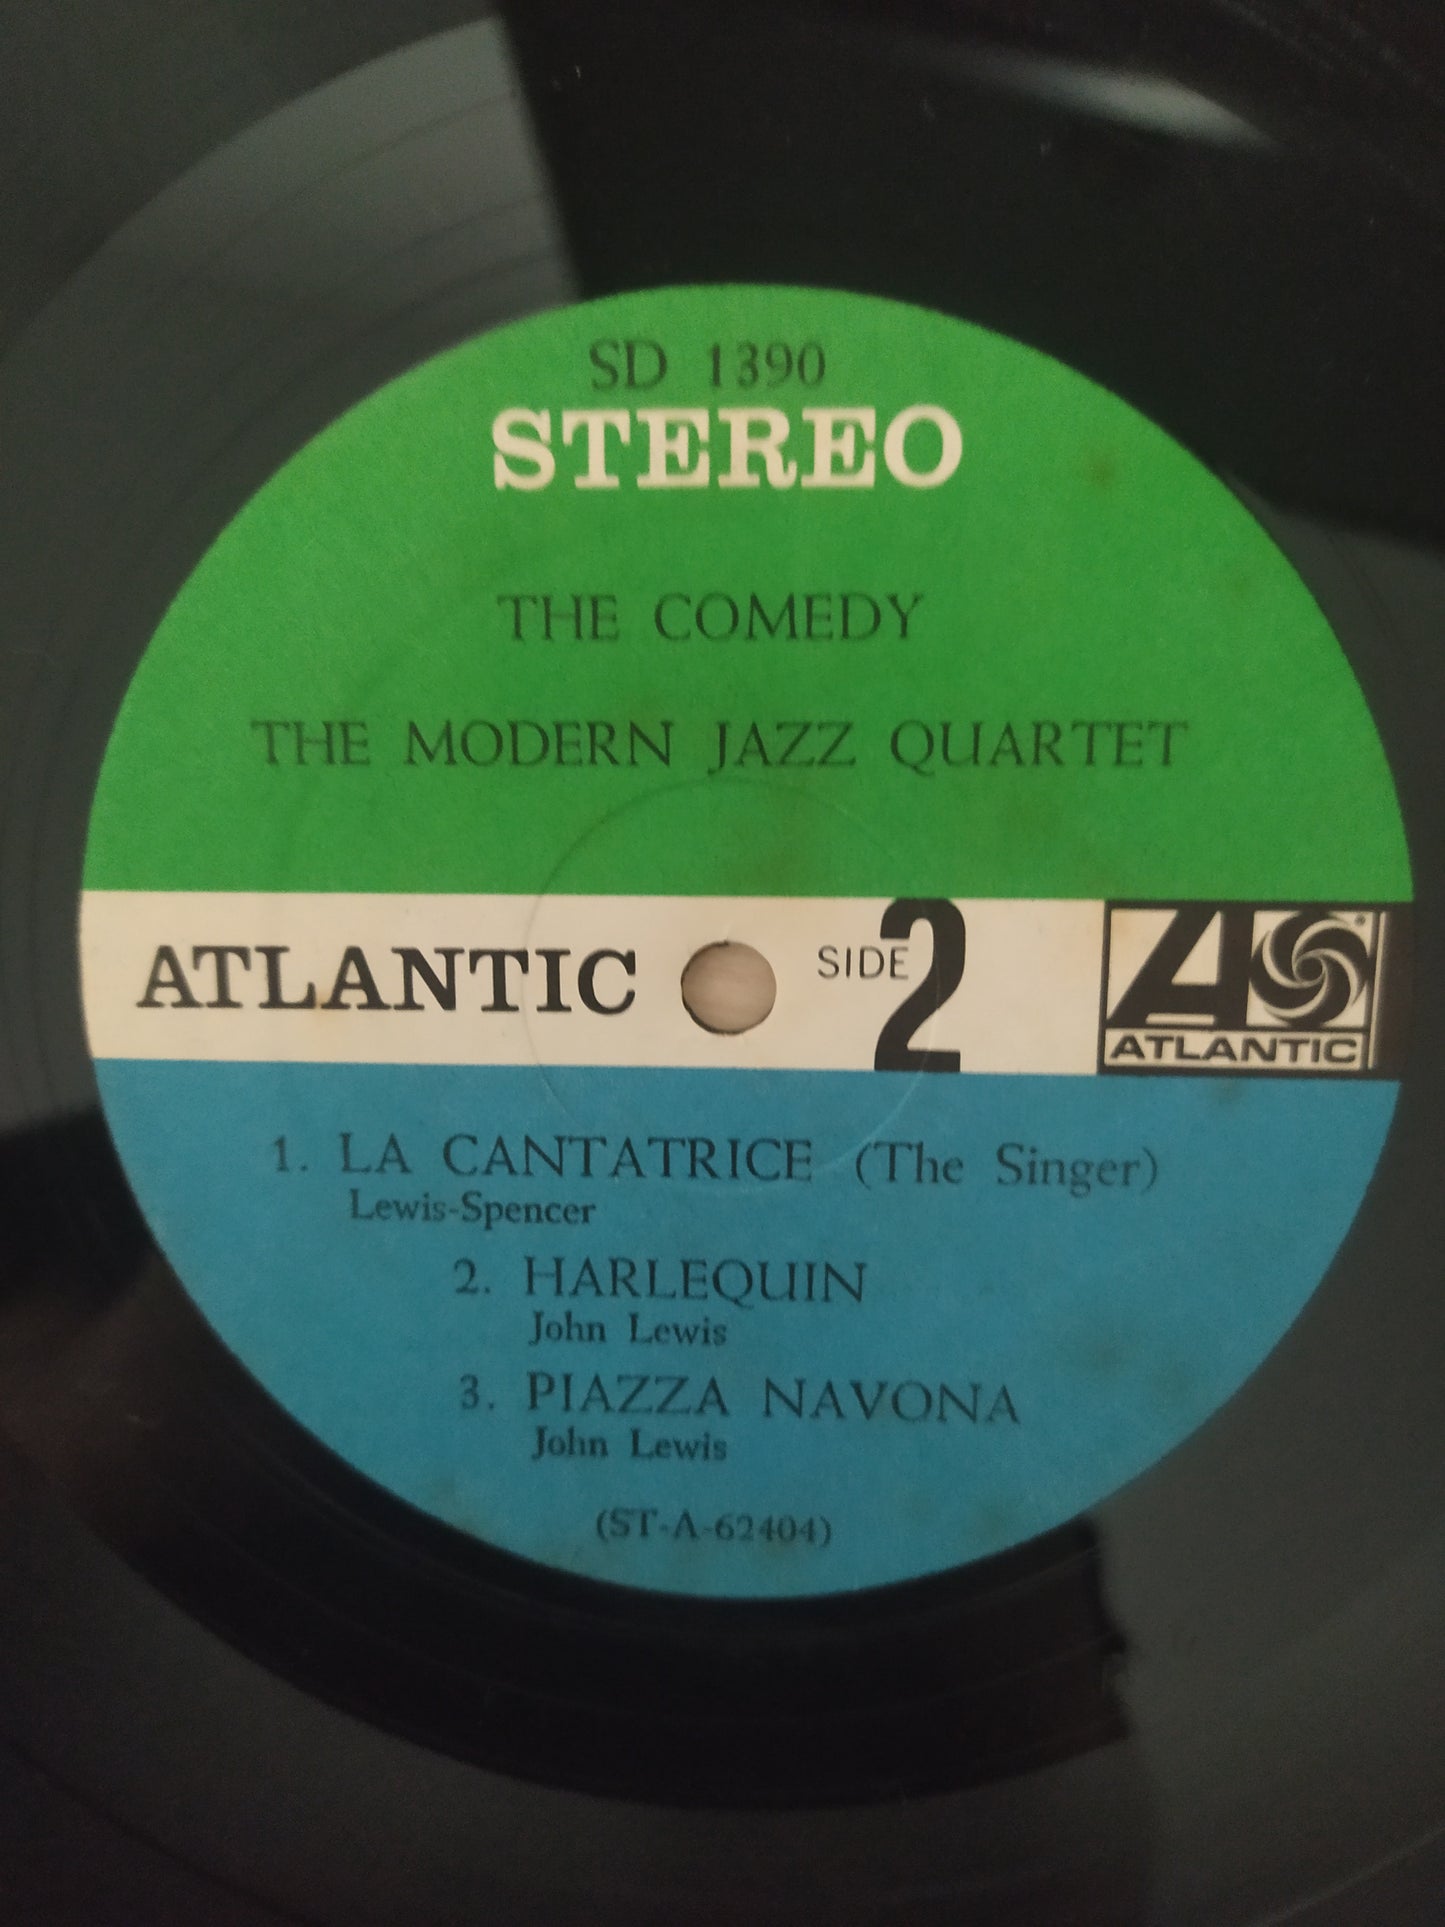 SD 1390
STEREO
THE COMEDY
THE MODERN JAZZ QUARTET
ATLANTIC
SIDE 2
A
®
ATLANTIC
1. LA CANTATRICE (The Singer)
Lewis-Spencer
2. HARLEQUIN
John Lewis
3. PIAZZA NAVONA
John Lewis
(ST-A-62404)